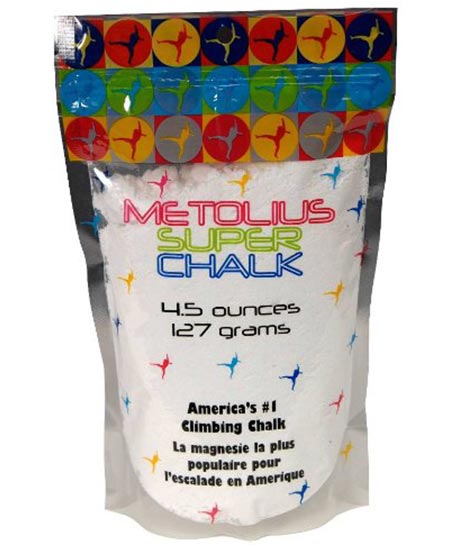 METOLIUS
SUPER
CHALK
4.5 ounces
127 grams
America's #1
Climbing Chalk
La magnesie la plus
populaire pour
l'escalade en Amerique